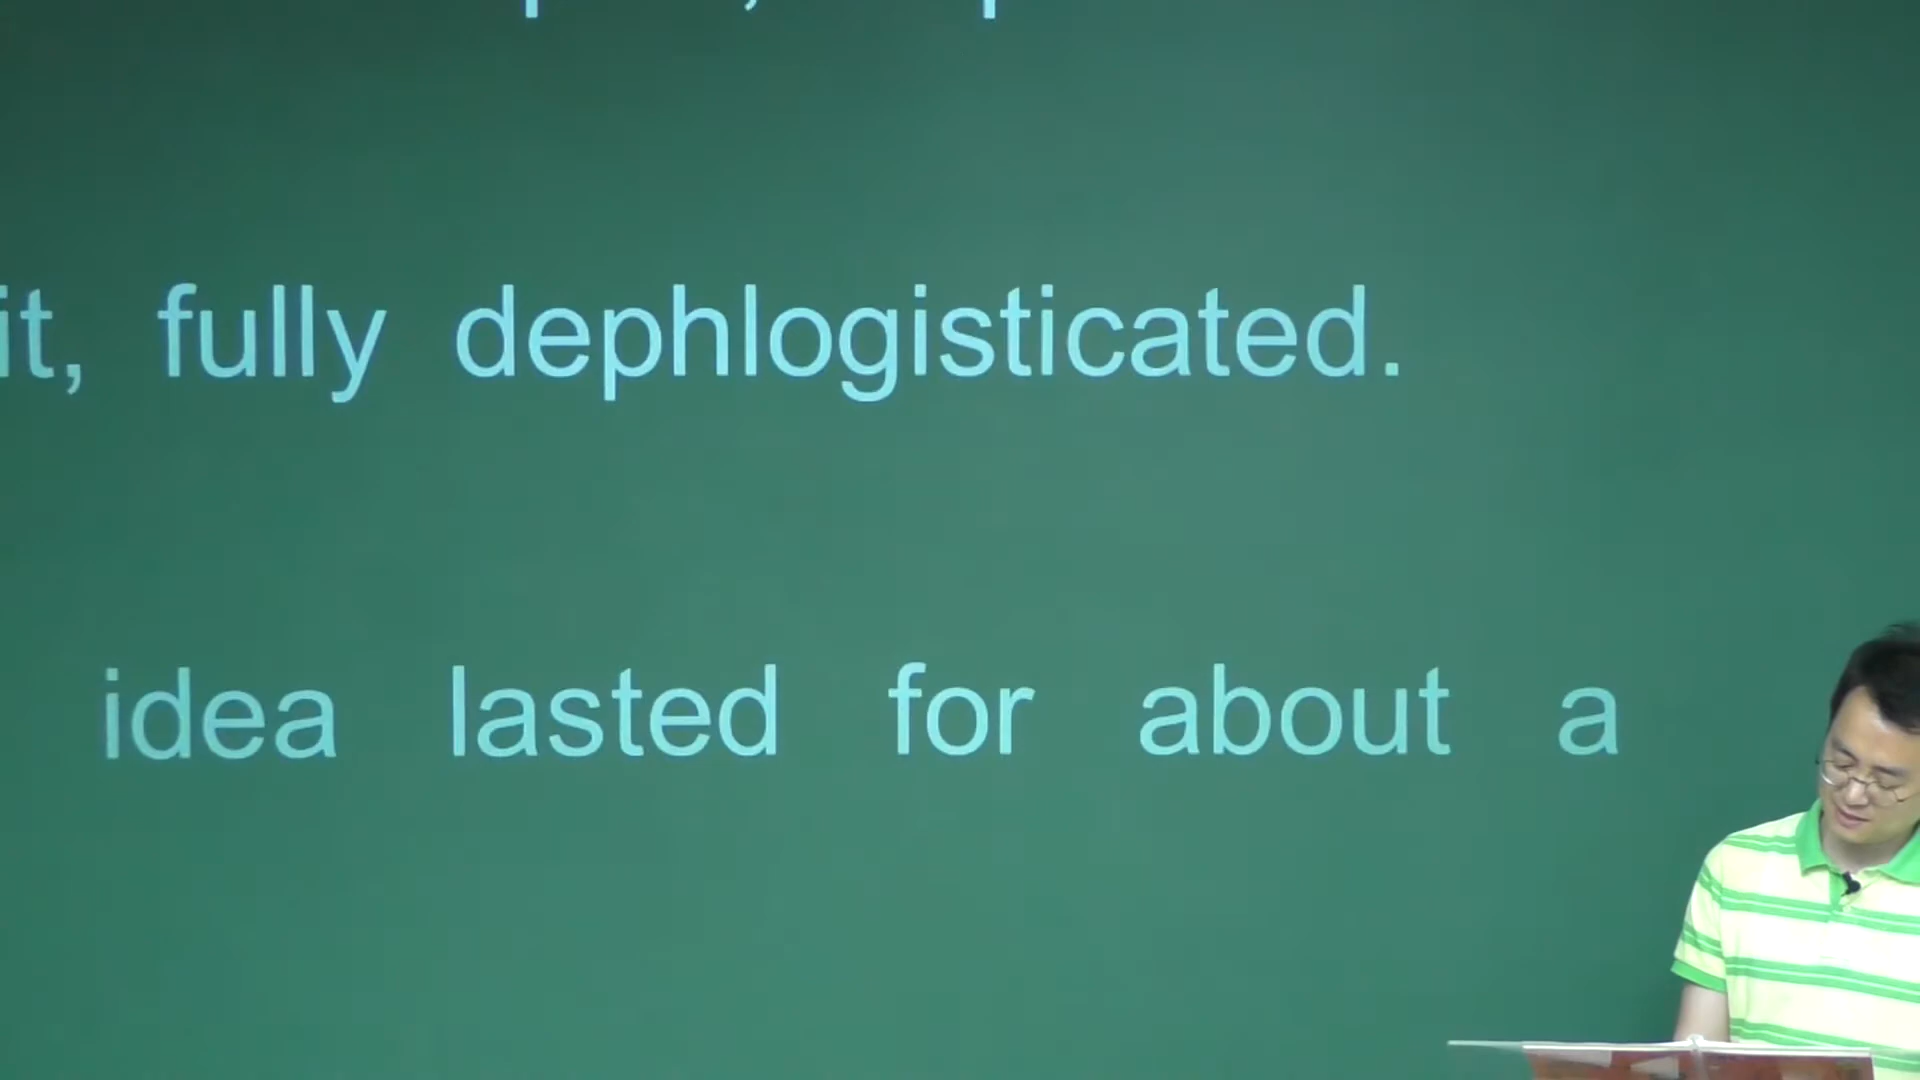 it, fully dephlogisticated.
idea lasted for about a